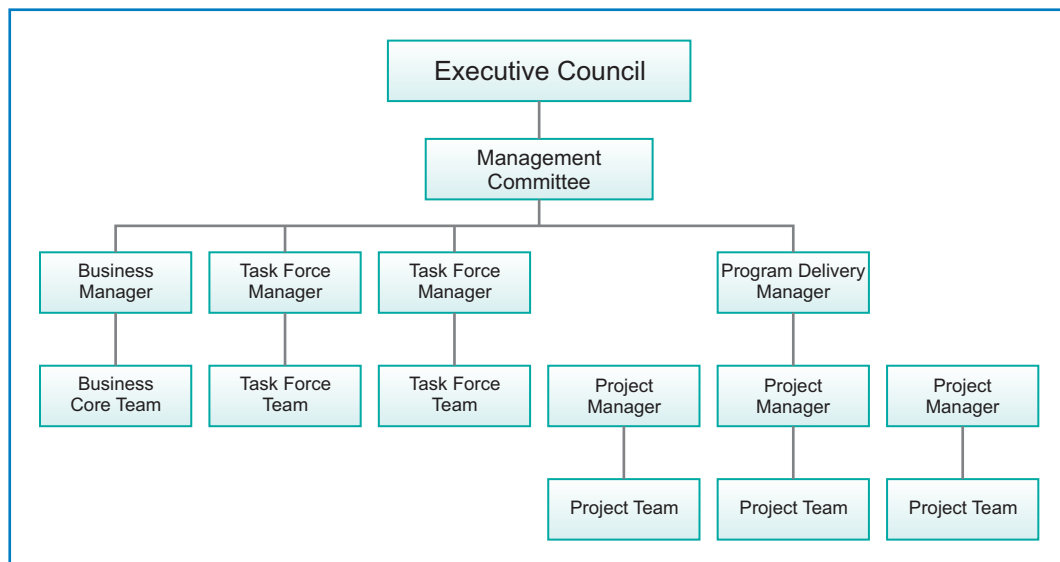 Executive Council
Management
Committee
Business
Manager
Task Force
Manager
Task Force
Manager
Program Delivery
Manager
Business
Core Team
Task Force
Team
Task Force
Team
Project
Manager
Project
Manager
Project
Manager
Project Team
Project Team
Project Team